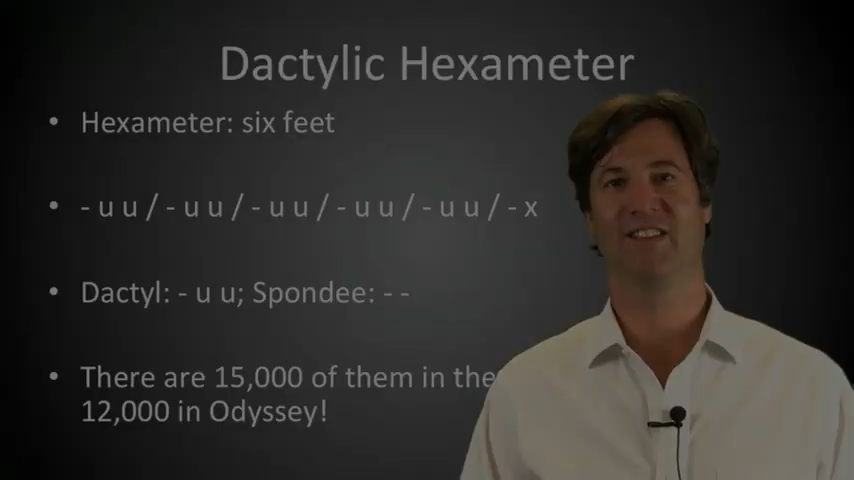 Dactylic Hexameter
• Hexameter: six feet
• - u u / - u u / - u u / - u u / - u u / - x
• Dactyl: - u u; Spondee: - -
• There are 15,000 of them in the
12,000 in Odyssey!